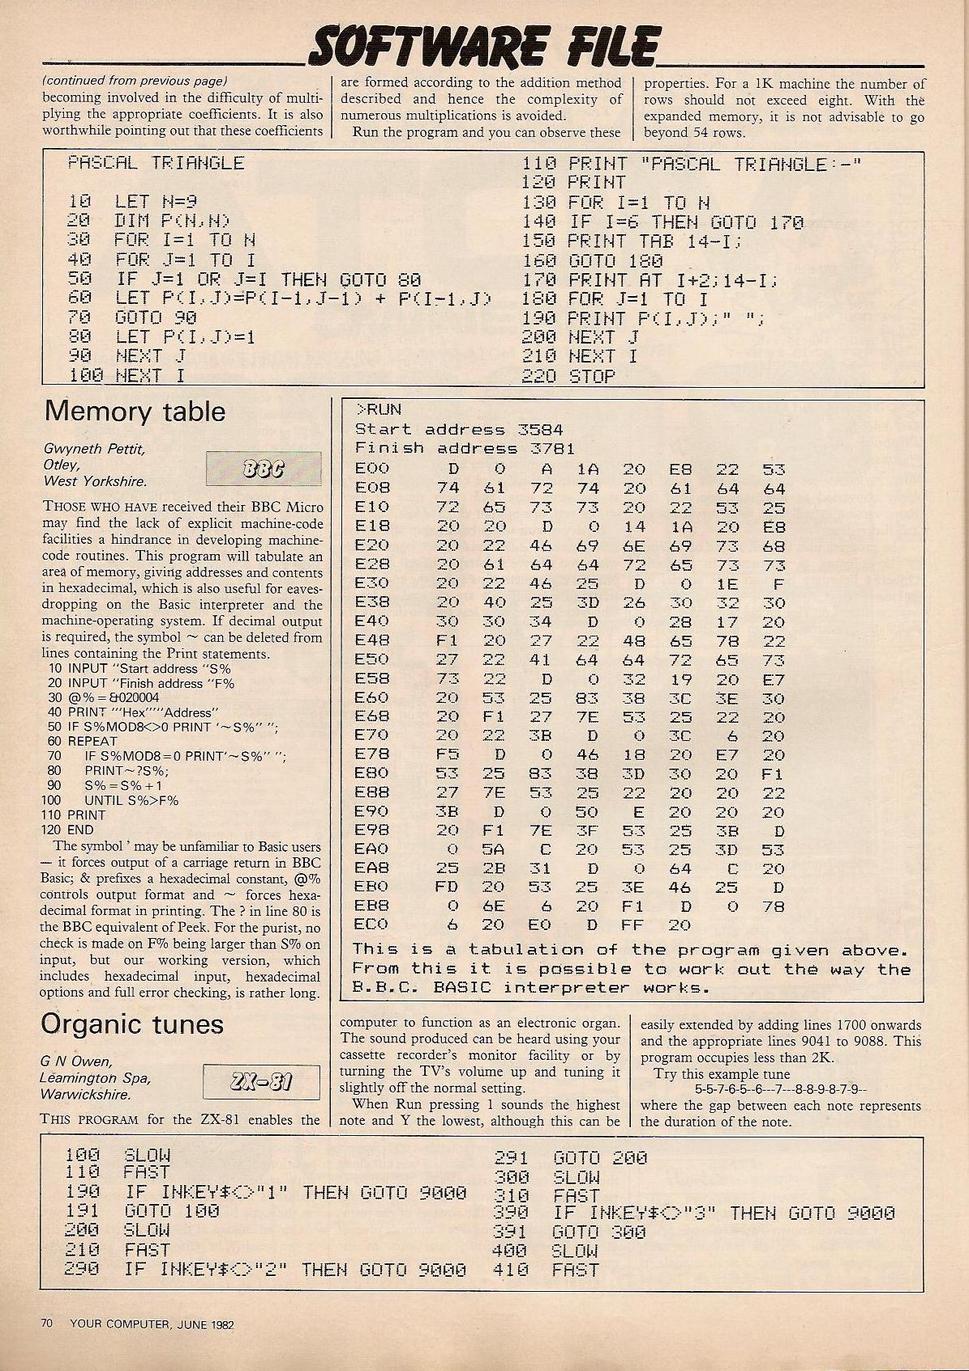 SOFTWARE FILE
(continued from previous page)
becoming involved in the difficulty of multi-
plying the appropriate coefficients. It is also
worthwhile pointing out that these coefficients
are formed according to the addition method
described and hence the complexity of
numerous multiplications is avoided.
Run the program and you can observe these
properties. For a 1K machine the number of
rows should not exceed eight. With the
expanded memory, it is not advisable to go
beyond 54 rows.
PASCAL TRIANGLE
10 LET N=9
20 DIM P(N,N)
30 FOR I=1 TO N
40 FOR J=1 TO I
50 IF J=1 OR J=I THEN GOTO 80
60 LET P(I,J)=P(I-1,J-1) + P(I-1,J)
70 GOTO 90
80 LET P(I,J)=1
90 NEXT J
100 NEXT I
110 PRINT "PASCAL TRIANGLE:-"
120 PRINT
130 FOR I=1 TO N
140 IF I=6 THEN GOTO 170
150 PRINT TAB 14-I;
160 GOTO 180
170 PRINT AT I+2;14-I;
180 FOR J=1 TO I
190 PRINT P(I,J);" ";
200 NEXT J
210 NEXT I
220 STOP
Memory table
Gwyneth Pettit,
Otley,
West Yorkshire.
BBC
THOSE WHO HAVE received their BBC Micro
may find the lack of explicit machine-code
facilities a hindrance in developing machine-
code routines. This program will tabulate an
area of memory, giving addresses and contents
in hexadecimal, which is also useful for eaves-
dropping on the Basic interpreter and the
machine-operating system. If decimal output
is required, the symbol ~ can be deleted from
lines containing the Print statements.
10 INPUT "Start address "S%
20 INPUT "Finish address "F%
30 @% = &020004
40 PRINT '"Hex"'"Address"
50 IF S%MOD8<>0 PRINT '~S%" ";
60 REPEAT
70 IF S%MOD8=0 PRINT'~S%" ";
80 PRINT~?S%;
90 S%=S%+1
100 UNTIL S%>F%
110 PRINT
120 END
The symbol ' may be unfamiliar to Basic users
— it forces output of a carriage return in BBC
Basic; & prefixes a hexadecimal constant, @%
controls output format and ~ forces hexa-
decimal format in printing. The ? in line 80 is
the BBC equivalent of Peek. For the purist, no
check is made on F% being larger than S% on
input, but our working version, which
includes hexadecimal input, hexadecimal
options and full error checking, is rather long.
>RUN
Start address 3584
Finish address 3781
E00 D 0 A 1A 20 E8 22 53
E08 74 61 72 74 20 61 64 64
E10 72 65 73 73 20 22 53 25
E18 20 20 D 0 14 1A 20 E8
E20 20 22 46 69 6E 69 73 68
E28 20 61 64 64 72 65 73 73
E30 20 22 46 25 D 0 1E F
E38 20 40 25 3D 26 30 32 30
E40 30 30 34 D 0 28 17 20
E48 F1 20 27 22 48 65 78 22
E50 27 22 41 64 64 72 65 73
E58 73 22 D 0 32 19 20 E7
E60 20 53 25 83 38 3C 3E 30
E68 20 F1 27 7E 53 25 22 20
E70 20 22 3B D 0 3C 6 20
E78 F5 D 0 46 18 20 E7 20
E80 53 25 83 38 3D 30 20 F1
E88 27 7E 53 25 22 20 20 22
E90 3B D 0 50 E 20 20 20
E98 20 F1 7E 3F 53 25 3B D
EA0 0 5A C 20 53 25 3D 53
EA8 25 2B 31 D 0 64 C 20
EB0 FD 20 53 25 3E 46 25 D
EB8 0 6E 6 20 F1 D 0 78
EC0 6 20 E0 D FF 20
This is a tabulation of the program given above.
From this it is possible to work out the way the
B.B.C. BASIC interpreter works.
Organic tunes
G N Owen,
Leamington Spa,
Warwickshire.
ZX-81
THIS PROGRAM for the ZX-81 enables the
computer to function as an electronic organ.
The sound produced can be heard using your
cassette recorder's monitor facility or by
turning the TV's volume up and tuning it
slightly off the normal setting.
When Run pressing 1 sounds the highest
note and Y the lowest, although this can be
easily extended by adding lines 1700 onwards
and the appropriate lines 9041 to 9088. This
program occupies less than 2K.
Try this example tune
5-5-7-6-5--6---7---8-8-9-8-7-9--
where the gap between each note represents
the duration of the note.
100 SLOW
110 FAST
190 IF INKEY$<>"1" THEN GOTO 9000
191 GOTO 100
200 SLOW
210 FAST
290 IF INKEY$<>"2" THEN GOTO 9000
291 GOTO 200
300 SLOW
310 FAST
390 IF INKEY$<>"3" THEN GOTO 9000
391 GOTO 300
400 SLOW
410 FAST
70 YOUR COMPUTER, JUNE 1982